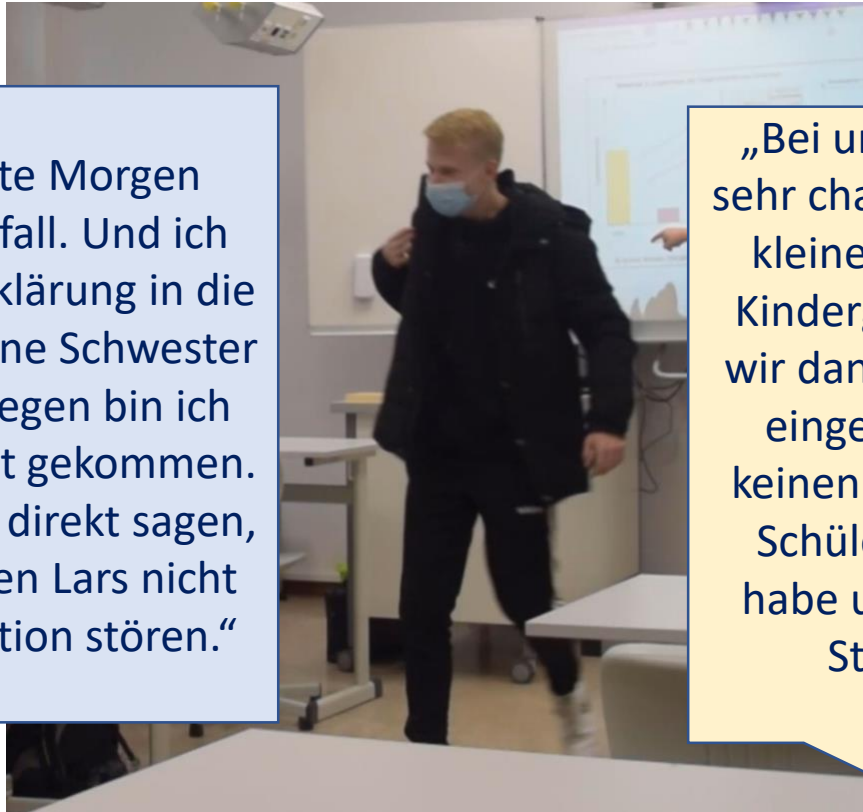 te Morgen
fall. Und ich
klärung in die
ne Schwester
egen bin ich
t gekommen.
direkt sagen,
en Lars nicht
tion stören.“
„Bei un
sehr cha
kleine
Kinder
wir dan
einge
keinen
Schül
habe u
St